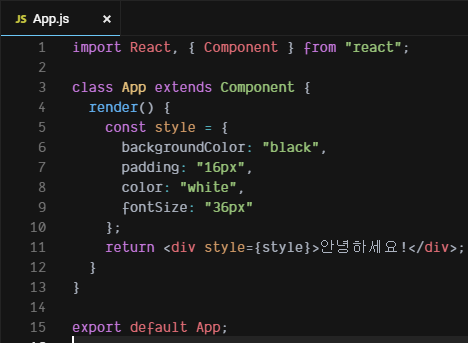 JS App.js ×
1 import React, { Component } from "react";
2
3 class App extends Component {
4   render() {
5     const style = {
6       backgroundColor: "black",
7       padding: "16px",
8       color: "white",
9       fontSize: "36px"
10     };
11     return <div style={style}>안녕하세요!</div>;
12   }
13 }
14
15 export default App;